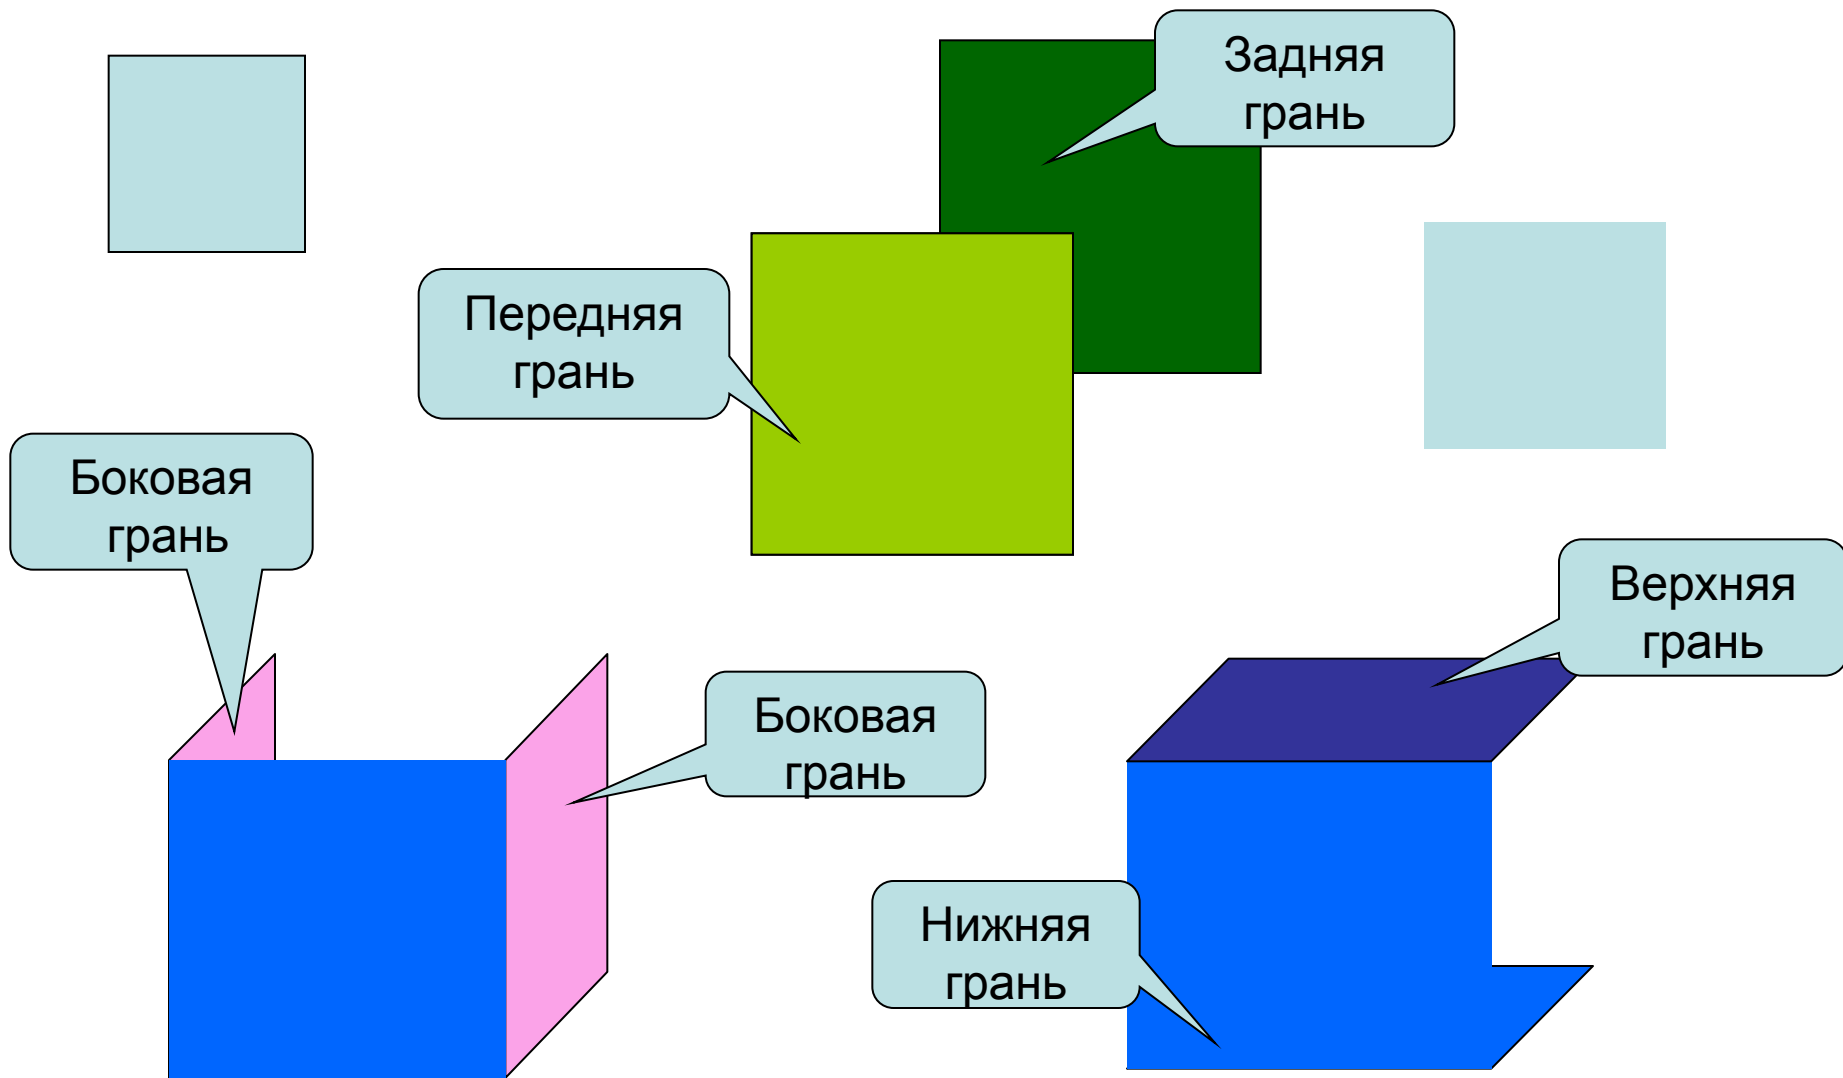 Задняя
грань
Передняя
грань
Боковая
грань
Верхняя
грань
Боковая
грань
Нижняя
грань